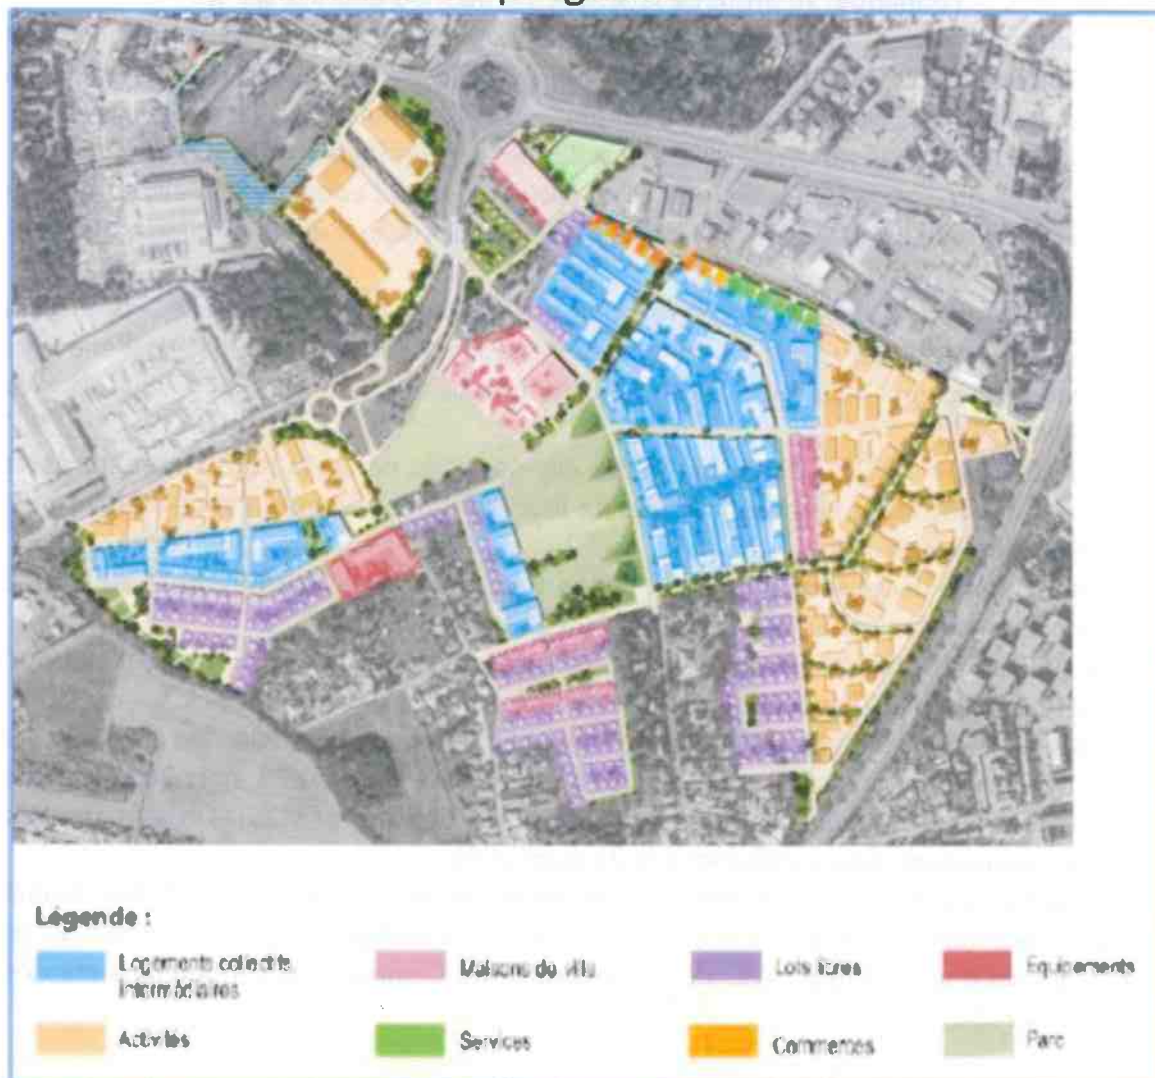 Légende :
Logements collectifs
intermédiaires
Maisons de ville
Lots libres
Equipements
Activités
Services
Commerces
Parc